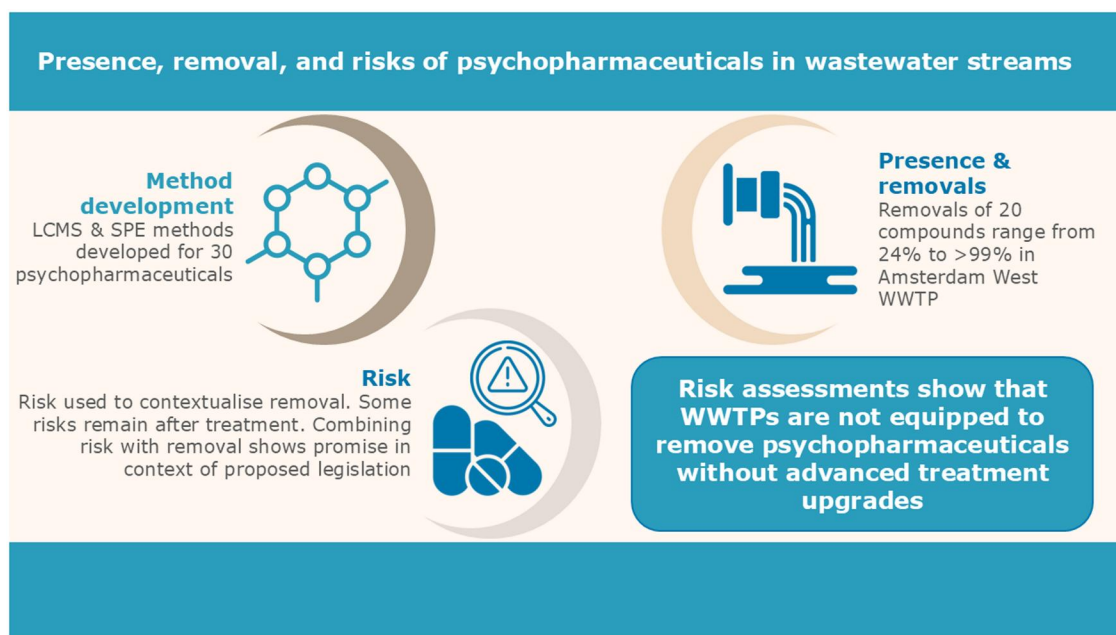 Presence, removal, and risks of psychopharmaceuticals in wastewater streams
Method
development
LCMS & SPE methods
developed for 30
psychopharmaceuticals
Presence &
removals
Removals of 20
compounds range from
24% to >99% in
Amsterdam West
WWTP
Risk
Risk used to contextualise removal. Some
risks remain after treatment. Combining
risk with removal shows promise in
context of proposed legislation
Risk assessments show that
WWTPs are not equipped to
remove psychopharmaceuticals
without advanced treatment
upgrades